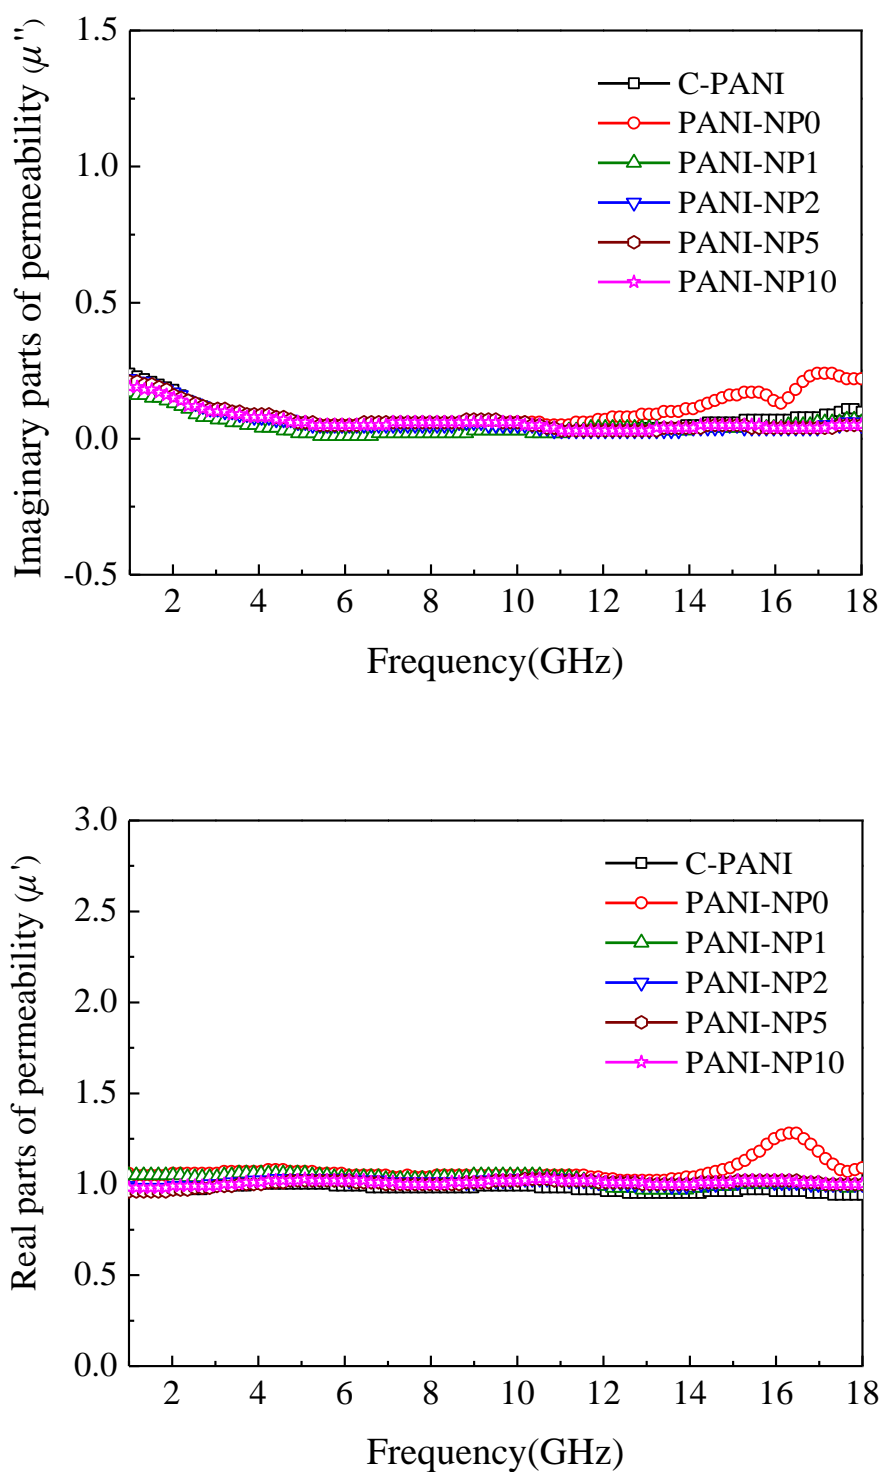 Imaginary parts of permeability (μ'')
1.5
1.0
0.5
0.0
-0.5
C-PANI
PANI-NP0
PANI-NP1
PANI-NP2
PANI-NP5
PANI-NP10
2 4 6 8 10 12 14 16 18
Frequency(GHz)
Real parts of permeability (μ')
3.0
2.5
2.0
1.5
1.0
0.5
0.0
C-PANI
PANI-NP0
PANI-NP1
PANI-NP2
PANI-NP5
PANI-NP10
2 4 6 8 10 12 14 16 18
Frequency(GHz)